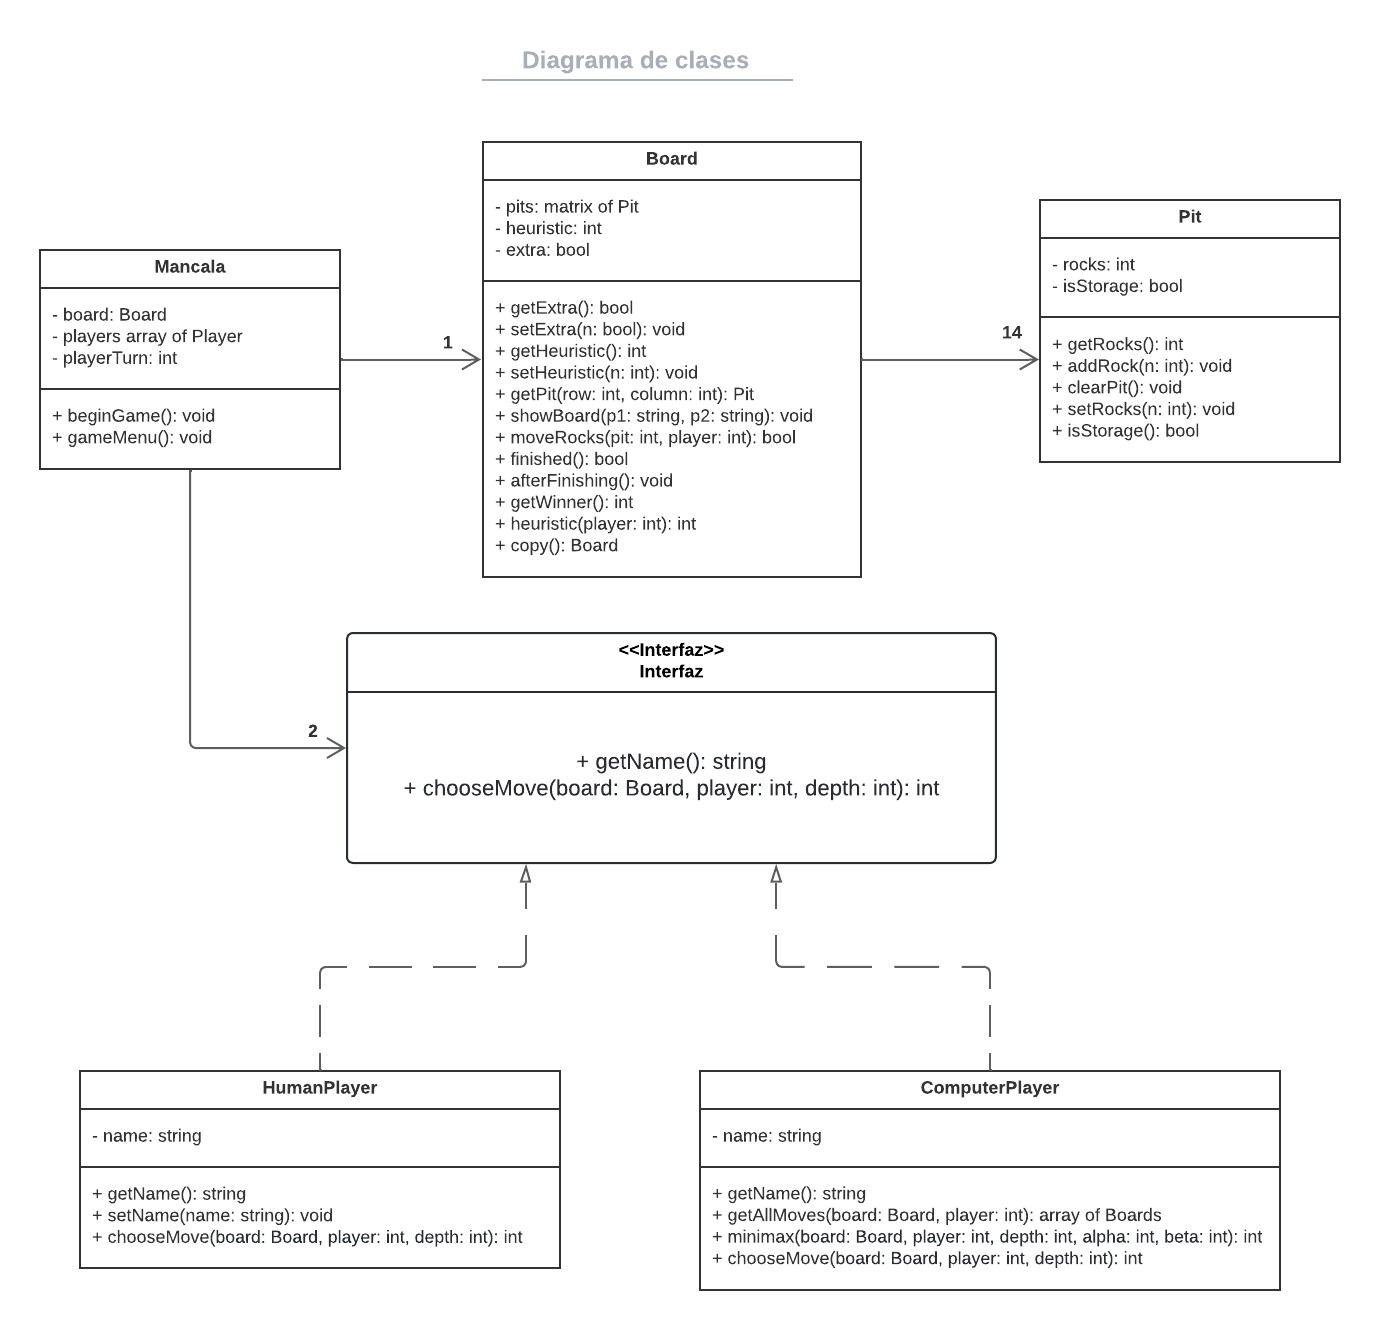 Diagrama de clases
Board
- pits: matrix of Pit
- heuristic: int
- extra: bool
+ getExtra(): bool
+ setExtra(n: bool): void
+ getHeuristic(): int
+ setHeuristic(n: int): void
+ getPit(row: int, column: int): Pit
+ showBoard(p1: string, p2: string): void
+ moveRocks(pit: int, player: int): bool
+ finished(): bool
+ afterFinishing(): void
+ getWinner(): int
+ heuristic(player: int): int
+ copy(): Board
Pit
- rocks: int
- isStorage: bool
+ getRocks(): int
+ addRock(n: int): void
+ clearPit(): void
+ setRocks(n: int): void
+ isStorage(): bool
Mancala
- board: Board
- players array of Player
- playerTurn: int
+ beginGame(): void
+ gameMenu(): void
1
14
2
<<Interfaz>>
Interfaz
+ getName(): string
+ chooseMove(board: Board, player: int, depth: int): int
HumanPlayer
- name: string
+ getName(): string
+ setName(name: string): void
+ chooseMove(board: Board, player: int, depth: int): int
ComputerPlayer
- name: string
+ getName(): string
+ getAllMoves(board: Board, player: int): array of Boards
+ minimax(board: Board, player: int, depth: int, alpha: int, beta: int): int
+ chooseMove(board: Board, player: int, depth: int): int